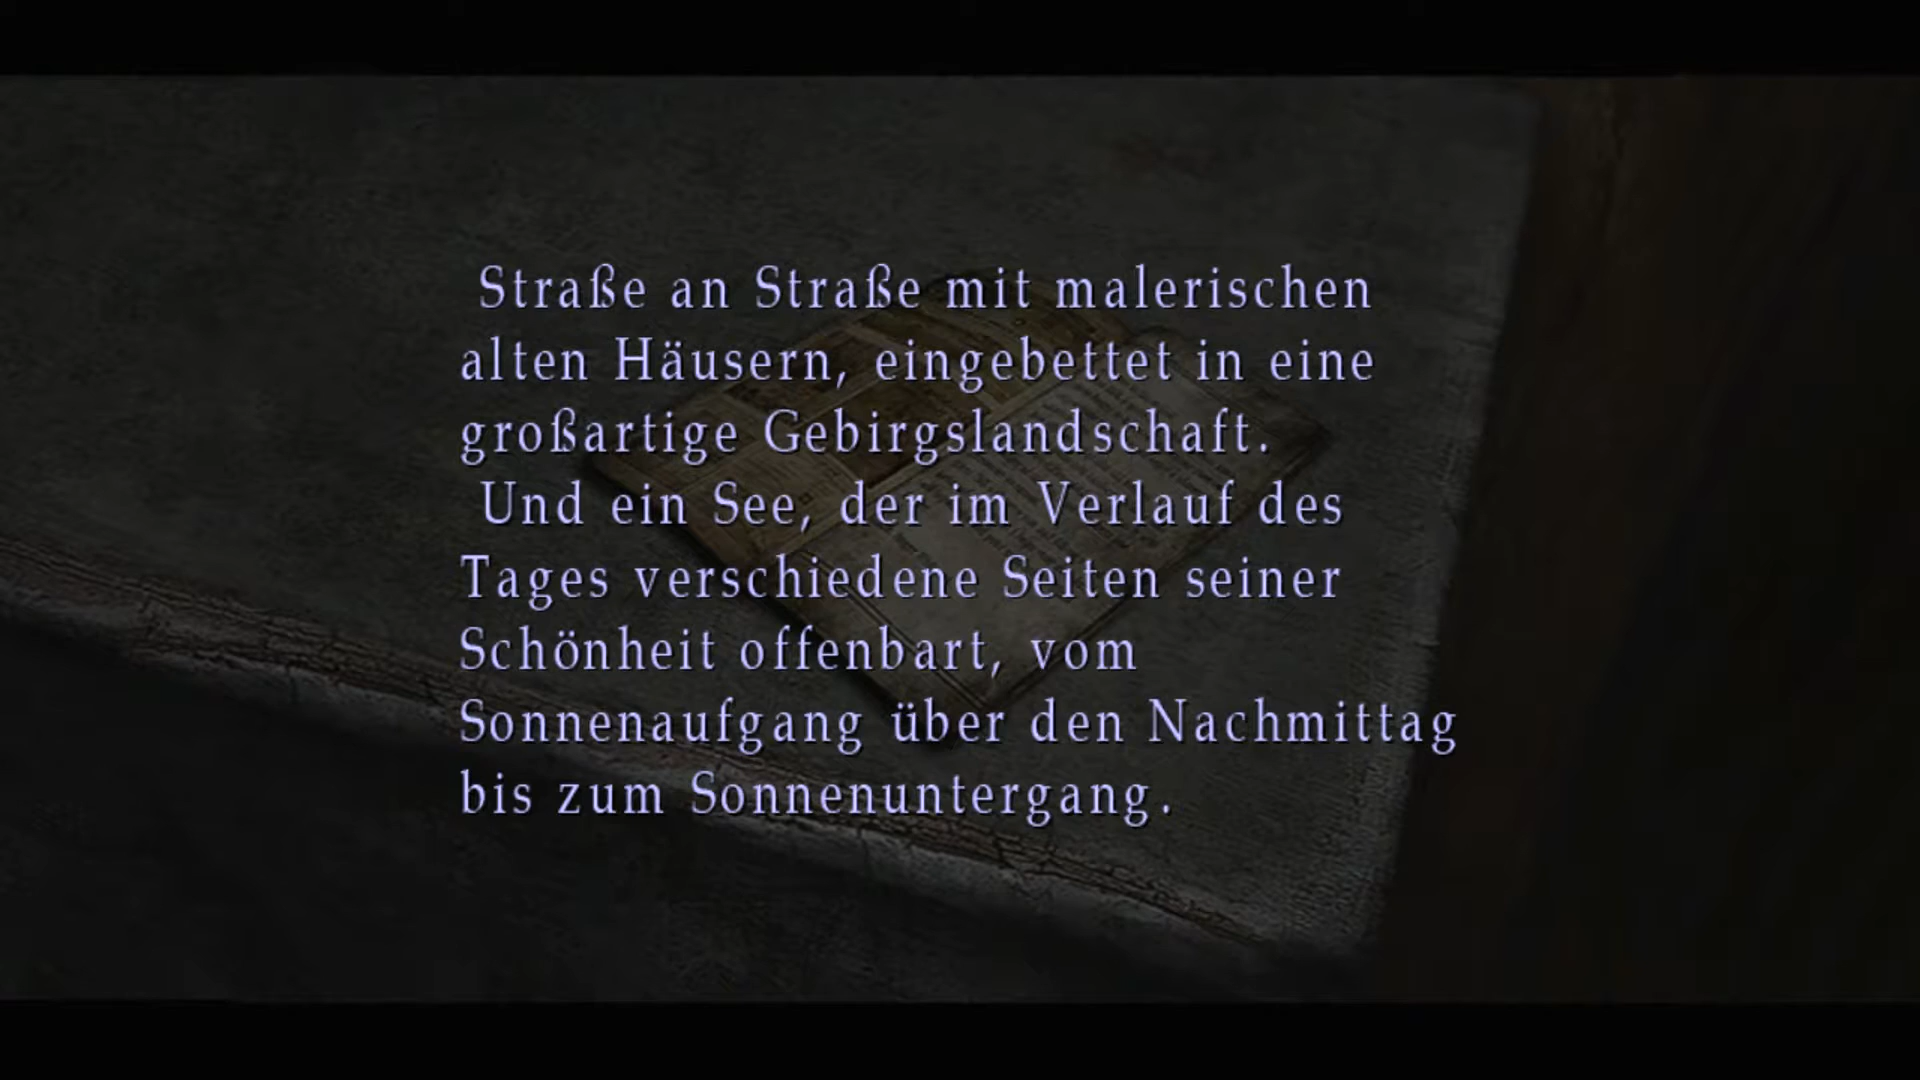 Straße an Straße mit malerischen
alten Häusern, eingebettet in eine
großartige Gebirgslandschaft.
Und ein See, der im Verlauf des
Tages verschiedene Seiten seiner
Schönheit offenbart, vom
Sonnenaufgang über den Nachmittag
bis zum Sonnenuntergang.